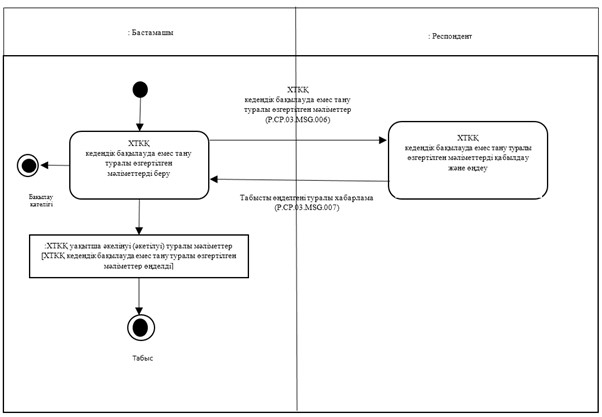 : Бастамашы
: Респондент
ХТКҚ
кедендік бақылауда емес тану
туралы өзгертілген мәліметтер
(P.CP.03.MSG.006)
ХТКҚ
кедендік бақылауда емес тану
туралы өзгертілген
мәліметтерді беру
ХТКҚ
кедендік бақылауда емес тану туралы
өзгертілген мәліметтерді қабылдау
және өңдеу
Бақылау
қателігі
Табысты өңделгені туралы хабарлама
(P.CP.03.MSG.007)
:ХТКҚ уақытша әкелінуі (әкетілуі) туралы мәліметтер
[ХТКҚ кедендік бақылауда емес тану туралы өзгертілген
мәліметтер өңделді]
Табыс